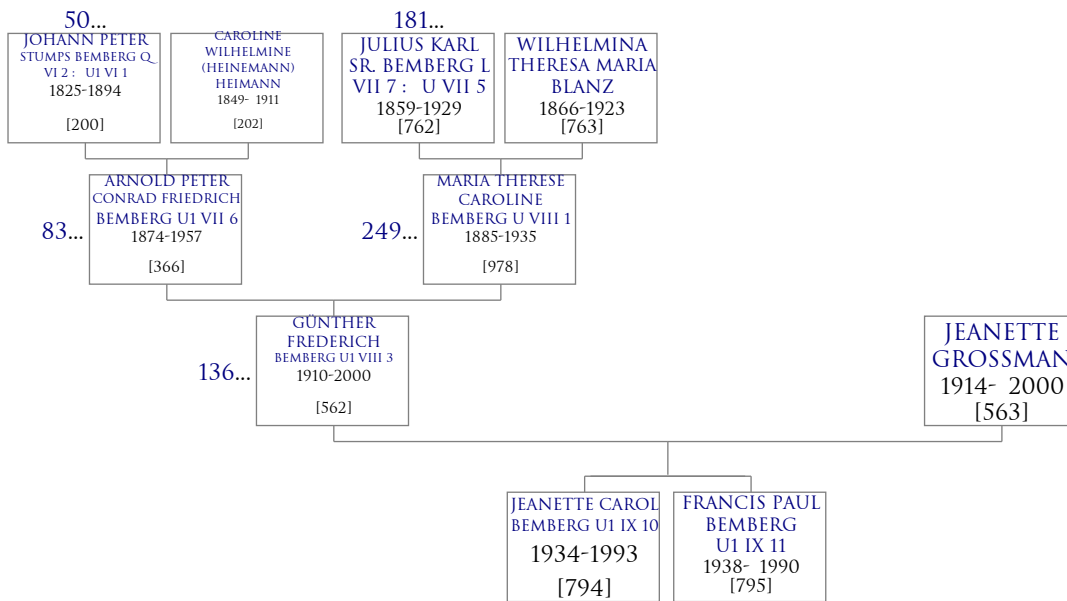 50...
JOHANN PETER
STUMPS BEMBERG Q
VI 2 : U1 VI 1
1825-1894
[200]
CAROLINE
WILHELMINE
(HEINEMANN)
HEIMANN
1849- 1911
[202]
181...
JULIUS KARL
SR. BEMBERG L
VII 7 : U VII 5
1859-1929
[762]
WILHELMINA
THERESA MARIA
BLANZ
1866-1923
[763]
83...
ARNOLD PETER
CONRAD FRIEDRICH
BEMBERG U1 VII 6
1874-1957
[366]
249...
MARIA THERESE
CAROLINE
BEMBERG U VIII 1
1885-1935
[978]
136...
GÜNTHER
FREDERICH
BEMBERG U1 VIII 3
1910-2000
[562]
JEANETTE
GROSSMAN
1914- 2000
[563]
JEANETTE CAROL
BEMBERG U1 IX 10
1934-1993
[794]
FRANCIS PAUL
BEMBERG
U1 IX 11
1938- 1990
[795]